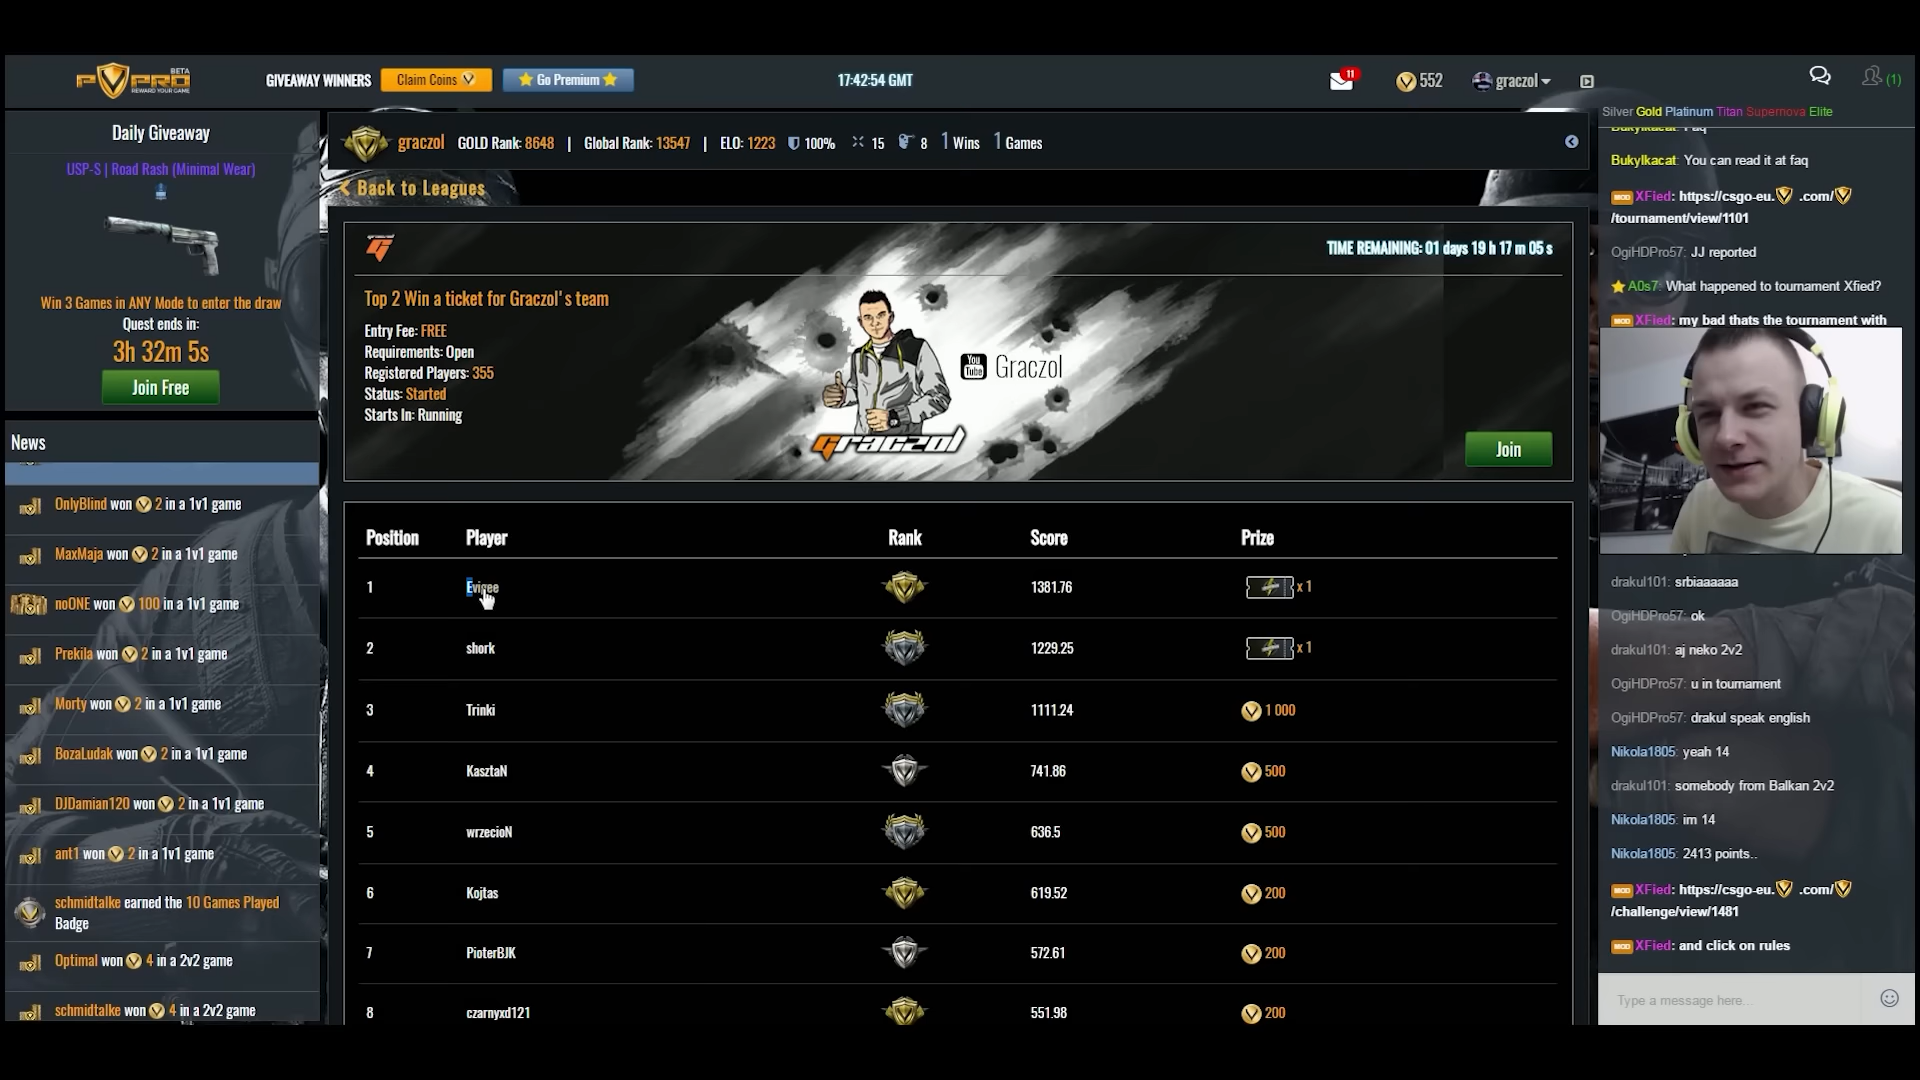 PVPRO
BETA
REWARD YOUR GAME
GIVEAWAY WINNERS
Claim Coins
Go Premium
17:42:54 GMT
11
552
graczol
(1)
Daily Giveaway
USP-S | Road Rash (Minimal Wear)
Win 3 Games in ANY Mode to enter the draw
Quest ends in:
3h 32m 5s
Join Free
News
OnlyBlind won 2 in a 1v1 game
MaxMaja won 2 in a 1v1 game
noONE won 100 in a 1v1 game
Prekila won 2 in a 1v1 game
Morty won 2 in a 1v1 game
BozaLudak won 2 in a 1v1 game
DJDamian120 won 2 in a 1v1 game
ant1 won 2 in a 1v1 game
schmidtalke earned the 10 Games Played
Badge
Optimal won 4 in a 2v2 game
schmidtalke won 4 in a 2v2 game
graczol GOLD Rank: 8648 | Global Rank: 13547 | ELO: 1223 100% 15 8 1 Wins 1 Games
Back to Leagues
TIME REMAINING: 01 days 19 h 17 m 05 s
Top 2 Win a ticket for Graczol's team
Entry Fee: FREE
Requirements: Open
Registered Players: 355
Status: Started
Starts In: Running
You
Tube
Graczol
graczol
Join
Position Player Rank Score Prize
1 Evigee 1381.76 x 1
2 shork 1229.25 x 1
3 Trinki 1111.24 1 000
4 KasztaN 741.86 500
5 wrzecioN 636.5 500
6 Kojtas 619.52 200
7 PioterBJK 572.61 200
8 czarnyxd121 551.98 200
Silver Gold Platinum Titan Supernova Elite
Bukylkacat: Faq
Bukylkacat: You can read it at faq
MOD XFied: https://csgo-eu. .com/
/tournament/view/1101
OgiHDPro57: JJ reported
A0s7: What happened to tournament Xfied?
MOD XFied: my bad thats the tournament with
drakul101: srbiaaaaaa
OgiHDPro57: ok
drakul101: aj neko 2v2
OgiHDPro57: u in tournament
OgiHDPro57: drakul speak english
Nikola1805: yeah 14
drakul101: somebody from Balkan 2v2
Nikola1805: im 14
Nikola1805: 2413 points..
MOD XFied: https://csgo-eu. .com/
/challenge/view/1481
MOD XFied: and click on rules
Type a message here...